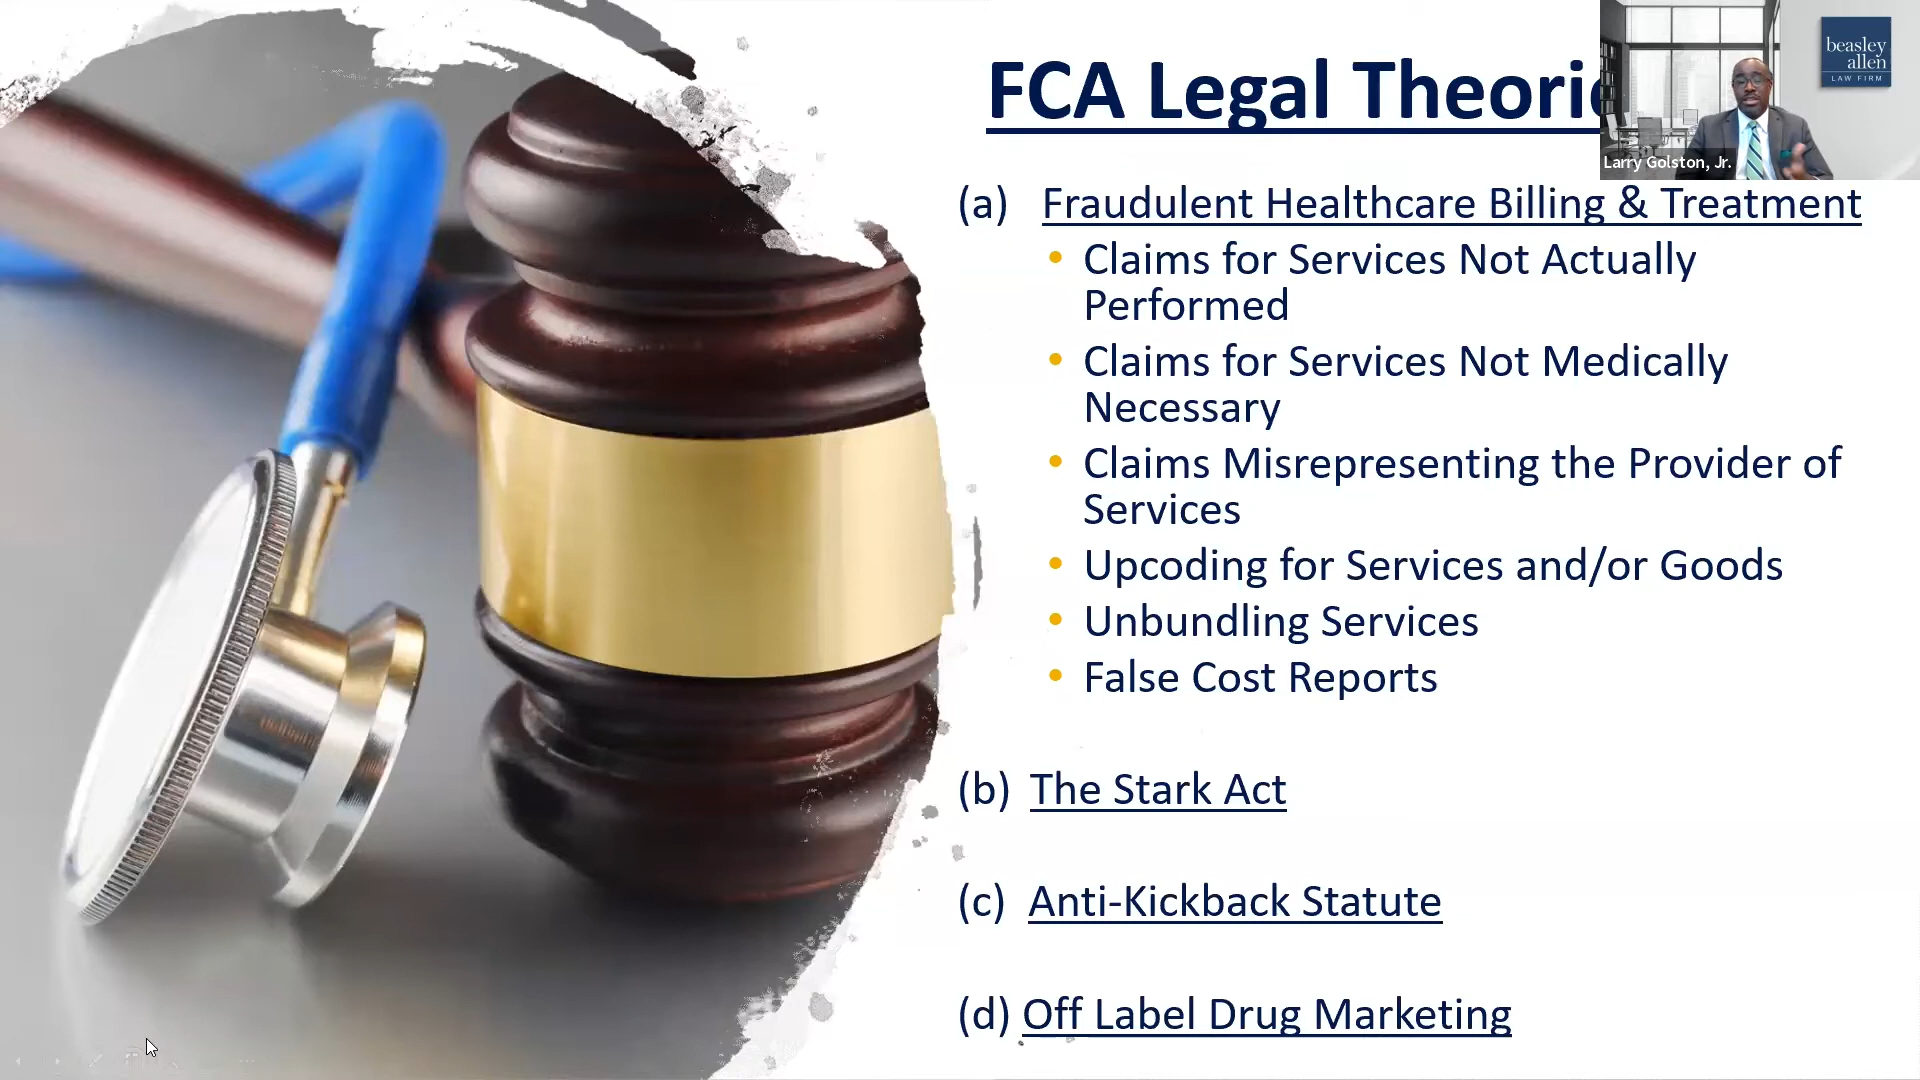 FCA Legal Theorie
beasley
allen
LAW FIRM
Larry Golston, Jr.
(a) Fraudulent Healthcare Billing & Treatment
• Claims for Services Not Actually
Performed
• Claims for Services Not Medically
Necessary
• Claims Misrepresenting the Provider of
Services
• Upcoding for Services and/or Goods
• Unbundling Services
• False Cost Reports
(b) The Stark Act
(c) Anti-Kickback Statute
(d) Off Label Drug Marketing